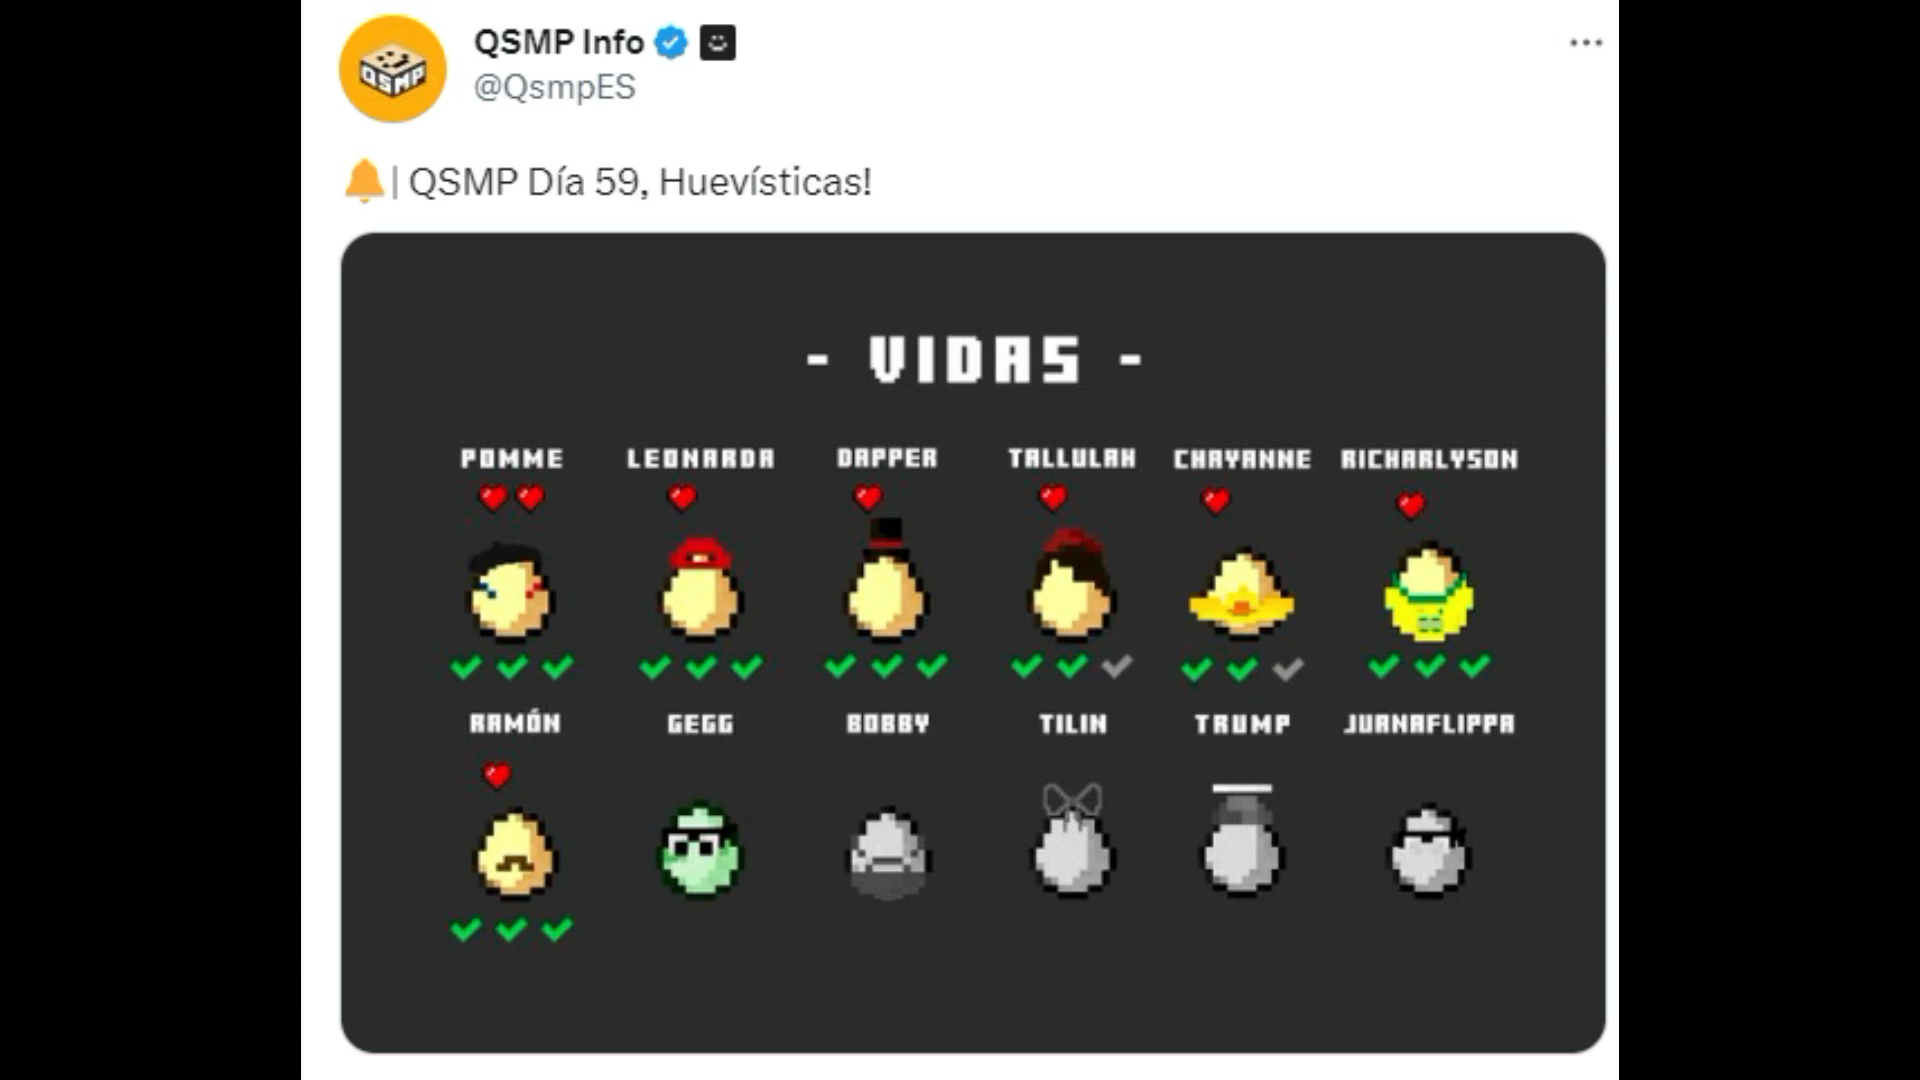 QSMP Info
@QsmpES
QSMP
| QSMP Día 59, Huevísticas!
- VIDAS -
POMME LEONARDA DAPPER TALLULAH CHAYANNE RICHARLYSON
RAMÓN GEGG BOBBY TILIN TRUMP JUANAFLIPPA